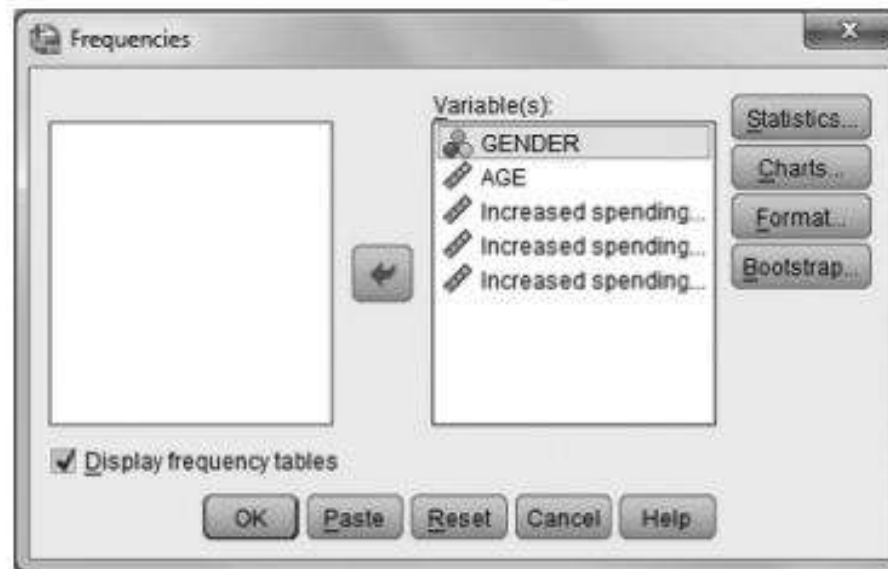 Frequencies
Variable(s):
GENDER
AGE
Increased spending...
Increased spending...
Increased spending...
Statistics...
Charts...
Format...
Bootstrap...
Display frequency tables
OK
Paste
Reset
Cancel
Help